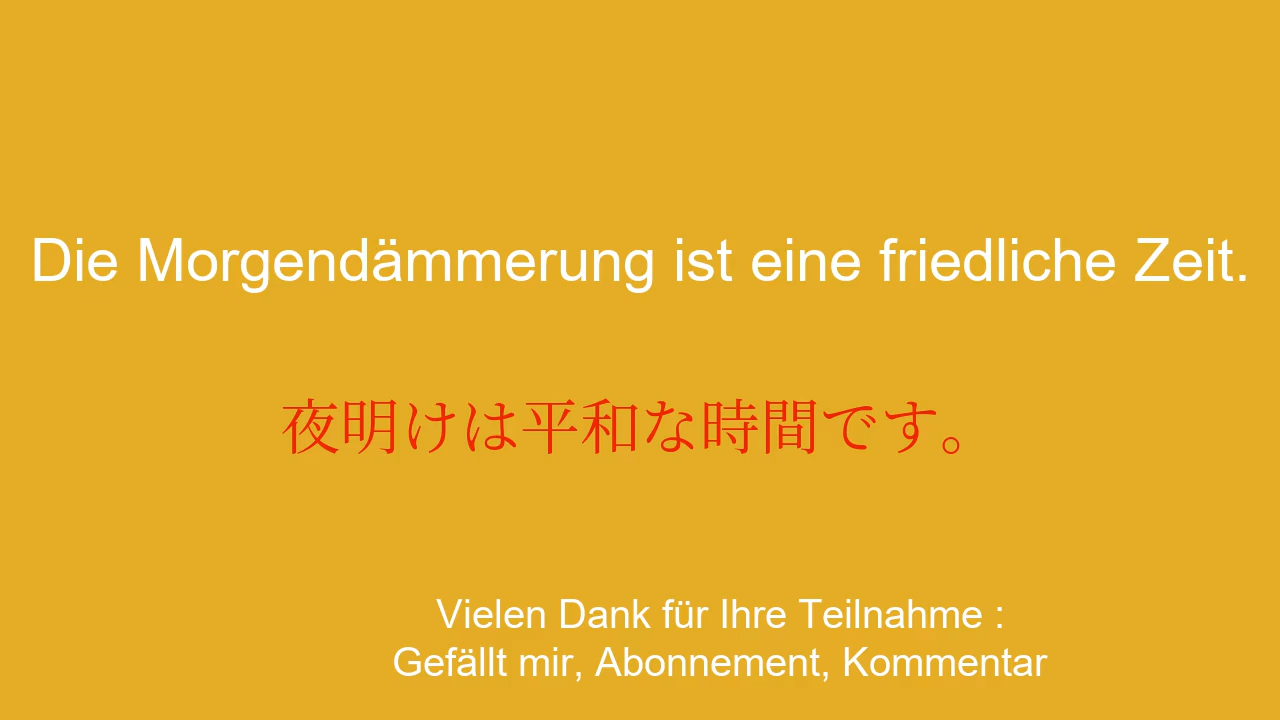 Die Morgendämmerung ist eine friedliche Zeit.
夜明けは平和な時間です。
Vielen Dank für Ihre Teilnahme :
Gefällt mir, Abonnement, Kommentar